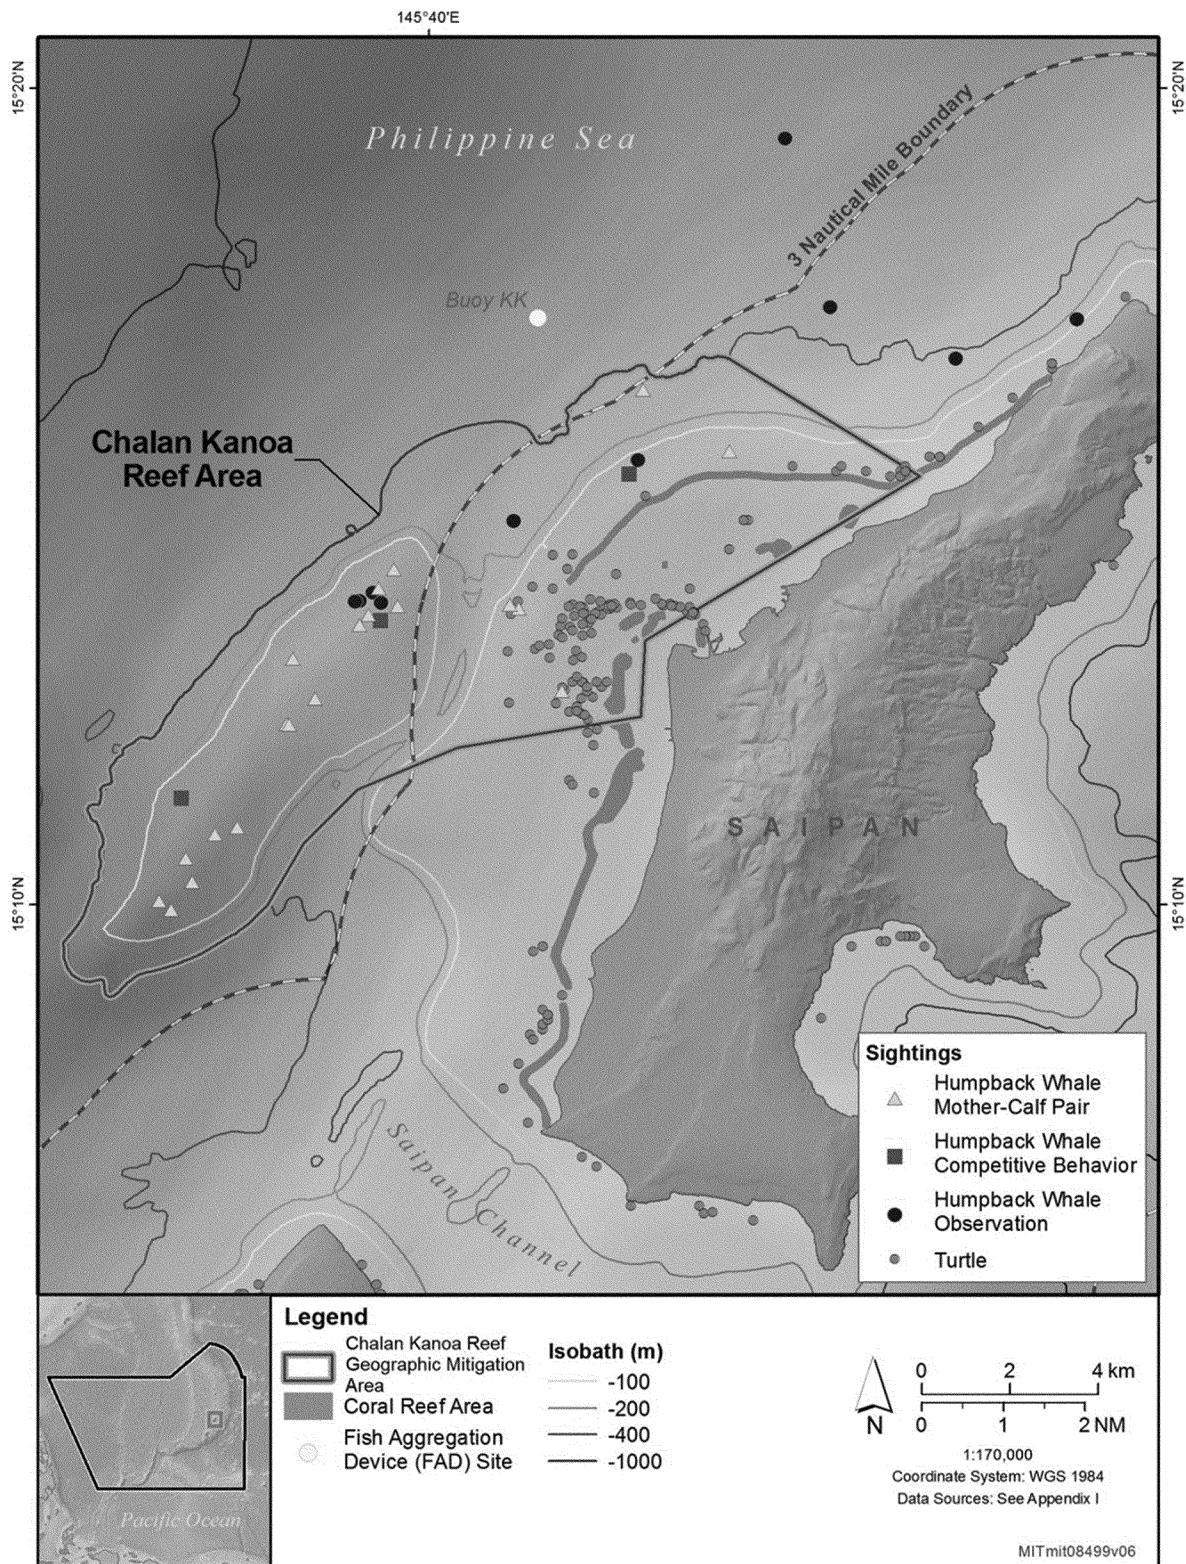 145°40'E
15°20'N
15°20'N
Philippine Sea
3 Nautical Mile Boundary
Buoy KK
Chalan Kanoa
Reef Area
SAIPAN
15°10'N
15°10'N
Saipan Channel
Sightings
Humpback Whale
Mother-Calf Pair
Humpback Whale
Competitive Behavior
Humpback Whale
Observation
Turtle
Legend
Chalan Kanoa Reef
Geographic Mitigation
Area
Coral Reef Area
Fish Aggregation
Device (FAD) Site
Isobath (m)
-100
-200
-400
-1000
Pacific Ocean
N
0 2 4 km
0 1 2 NM
1:170,000
Coordinate System: WGS 1984
Data Sources: See Appendix I
MITmit08499v06